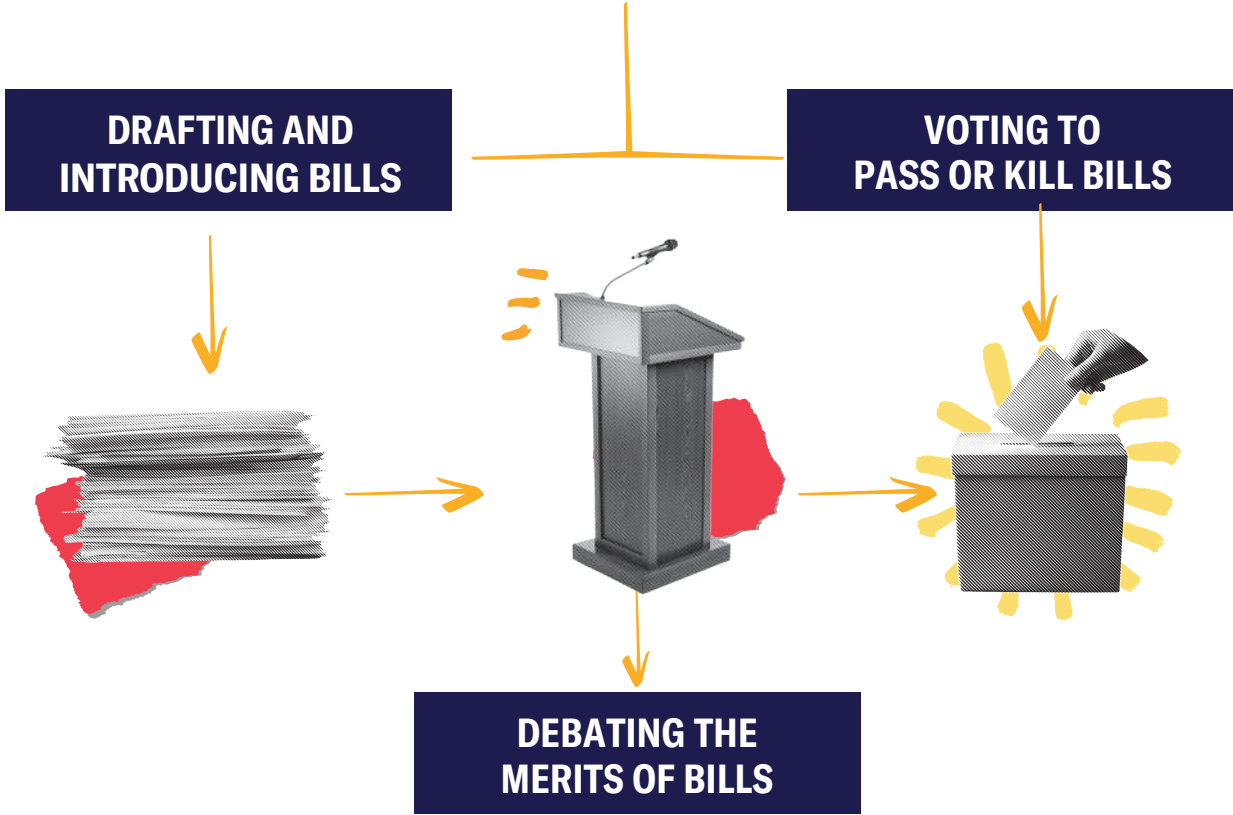 DRAFTING AND
INTRODUCING BILLS
VOTING TO
PASS OR KILL BILLS
DEBATING THE
MERITS OF BILLS